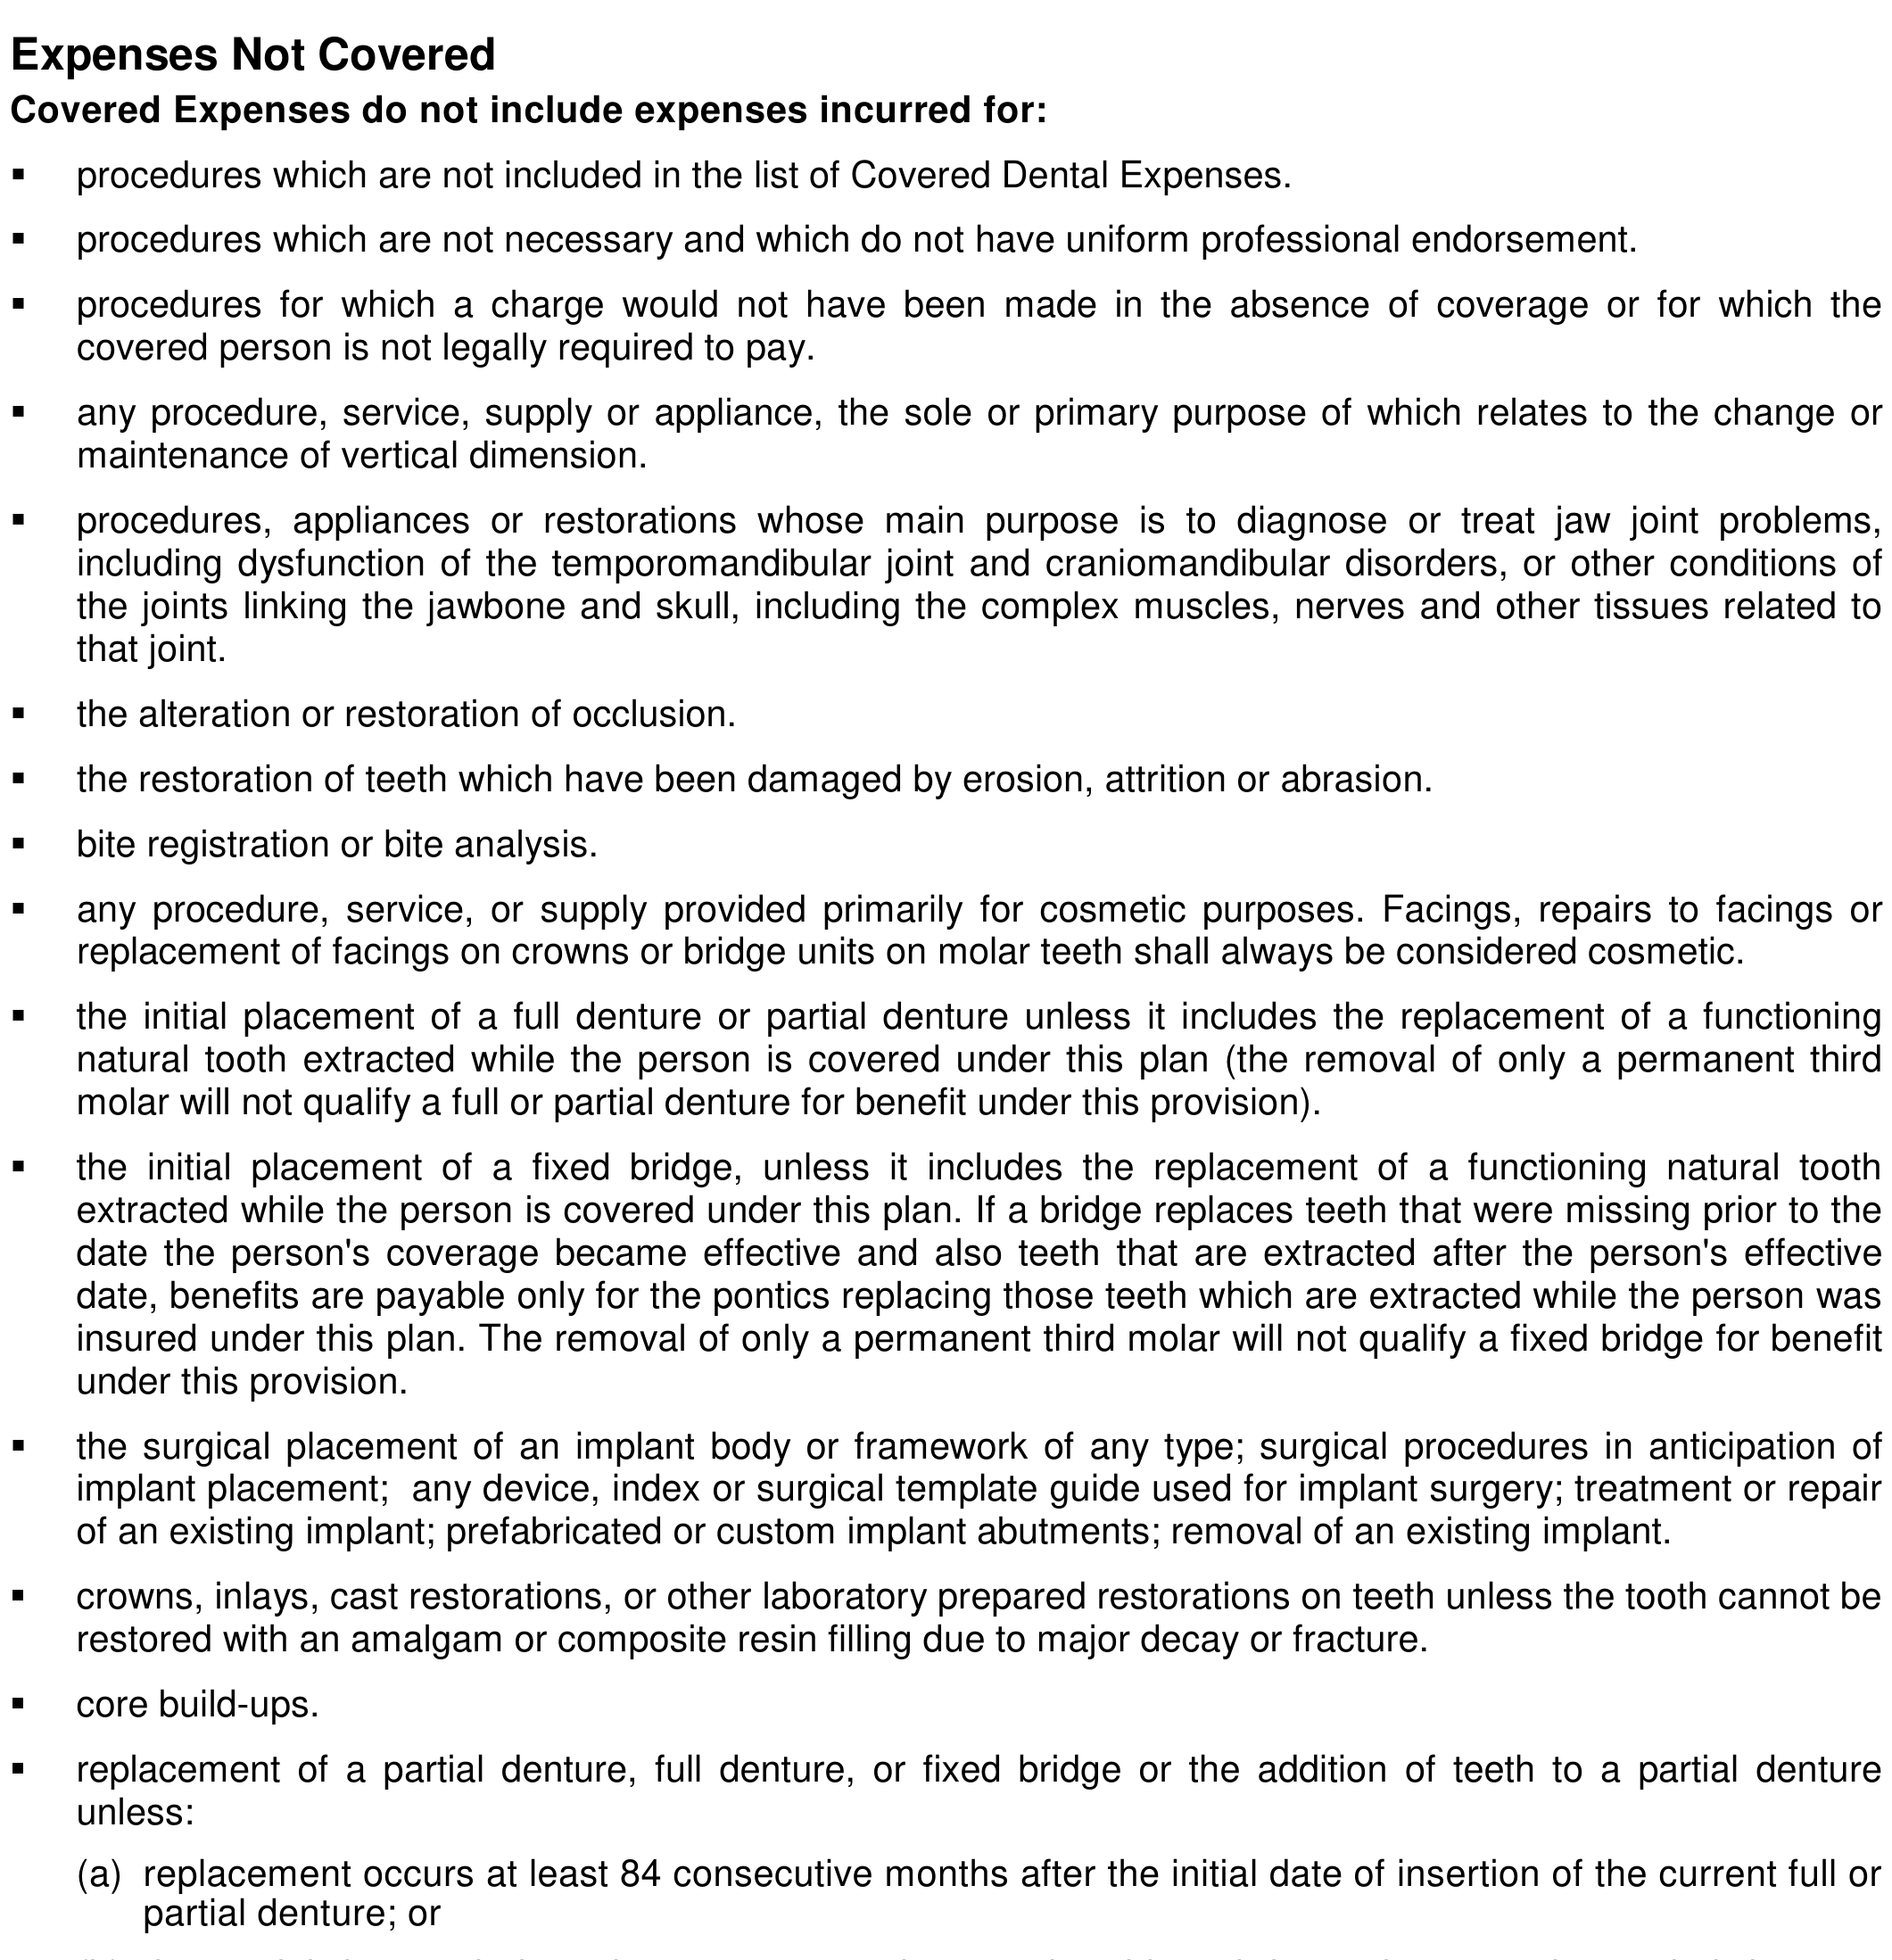 Expenses Not Covered
Covered Expenses do not include expenses incurred for:
▪ procedures which are not included in the list of Covered Dental Expenses.
▪ procedures which are not necessary and which do not have uniform professional endorsement.
▪ procedures for which a charge would not have been made in the absence of coverage or for which the
covered person is not legally required to pay.
▪ any procedure, service, supply or appliance, the sole or primary purpose of which relates to the change or
maintenance of vertical dimension.
▪ procedures, appliances or restorations whose main purpose is to diagnose or treat jaw joint problems,
including dysfunction of the temporomandibular joint and craniomandibular disorders, or other conditions of
the joints linking the jawbone and skull, including the complex muscles, nerves and other tissues related to
that joint.
▪ the alteration or restoration of occlusion.
▪ the restoration of teeth which have been damaged by erosion, attrition or abrasion.
▪ bite registration or bite analysis.
▪ any procedure, service, or supply provided primarily for cosmetic purposes. Facings, repairs to facings or
replacement of facings on crowns or bridge units on molar teeth shall always be considered cosmetic.
▪ the initial placement of a full denture or partial denture unless it includes the replacement of a functioning
natural tooth extracted while the person is covered under this plan (the removal of only a permanent third
molar will not qualify a full or partial denture for benefit under this provision).
▪ the initial placement of a fixed bridge, unless it includes the replacement of a functioning natural tooth
extracted while the person is covered under this plan. If a bridge replaces teeth that were missing prior to the
date the person's coverage became effective and also teeth that are extracted after the person's effective
date, benefits are payable only for the pontics replacing those teeth which are extracted while the person was
insured under this plan. The removal of only a permanent third molar will not qualify a fixed bridge for benefit
under this provision.
▪ the surgical placement of an implant body or framework of any type; surgical procedures in anticipation of
implant placement;  any device, index or surgical template guide used for implant surgery; treatment or repair
of an existing implant; prefabricated or custom implant abutments; removal of an existing implant.
▪ crowns, inlays, cast restorations, or other laboratory prepared restorations on teeth unless the tooth cannot be
restored with an amalgam or composite resin filling due to major decay or fracture.
▪ core build-ups.
▪ replacement of a partial denture, full denture, or fixed bridge or the addition of teeth to a partial denture
unless:
(a) replacement occurs at least 84 consecutive months after the initial date of insertion of the current full or
partial denture; or